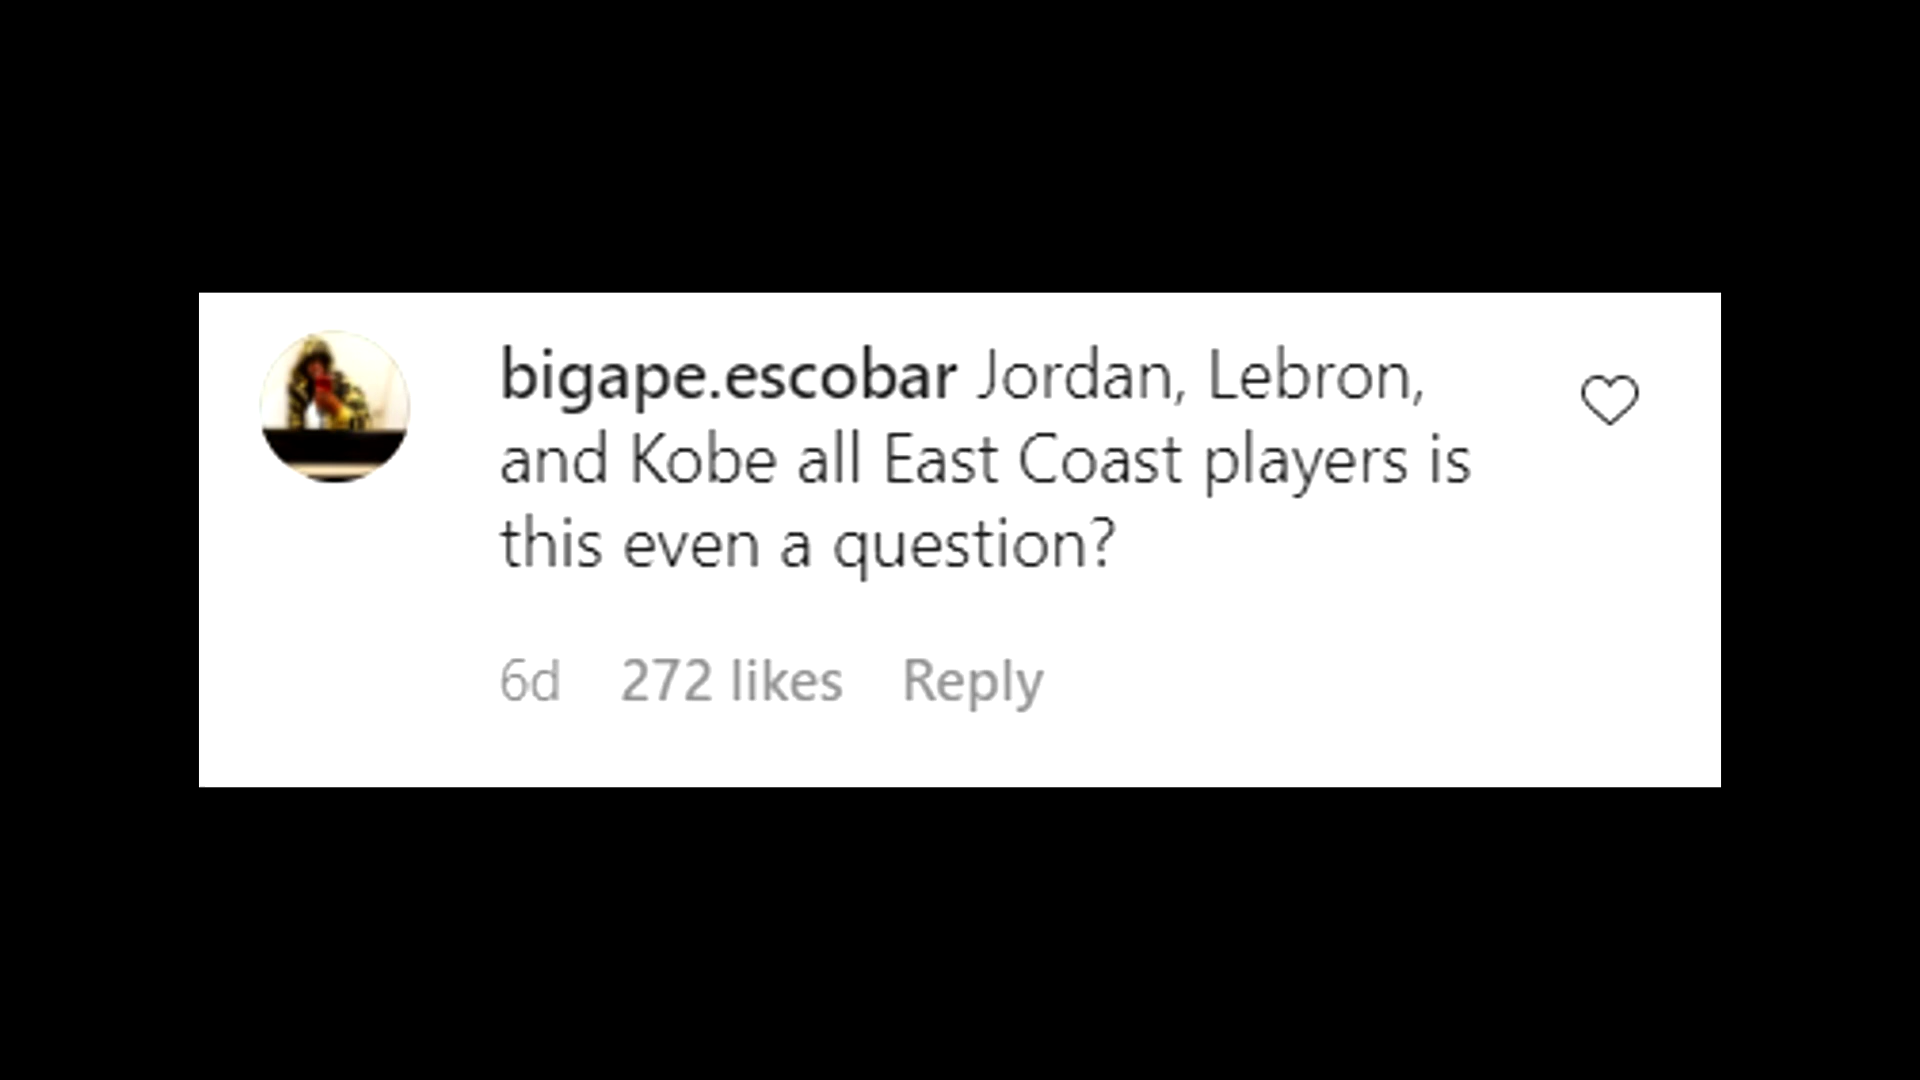 bigape.escobar Jordan, Lebron,
and Kobe all East Coast players is
this even a question?
6d 272 likes Reply